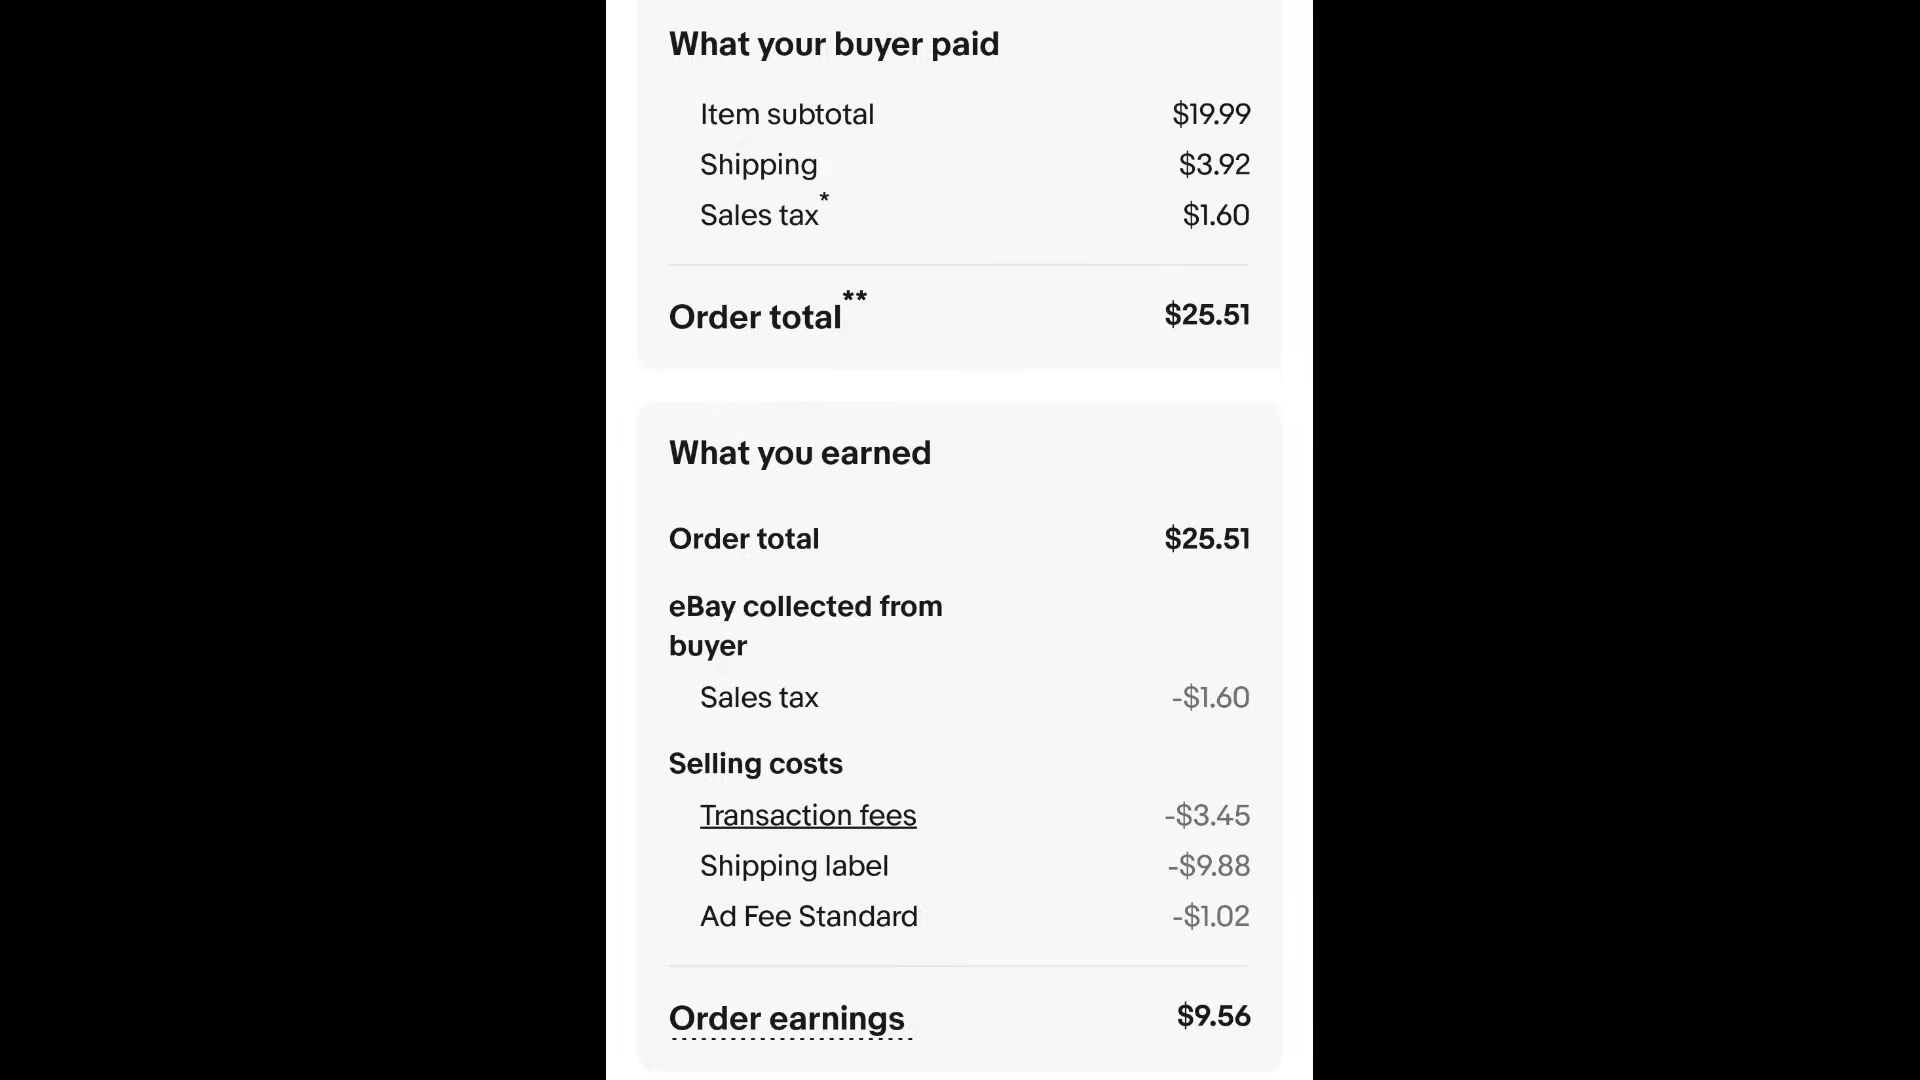 What your buyer paid
Item subtotal $19.99
Shipping $3.92
Sales tax* $1.60
Order total** $25.51
What you earned
Order total $25.51
eBay collected from
buyer
Sales tax -$1.60
Selling costs
Transaction fees -$3.45
Shipping label -$9.88
Ad Fee Standard -$1.02
Order earnings $9.56